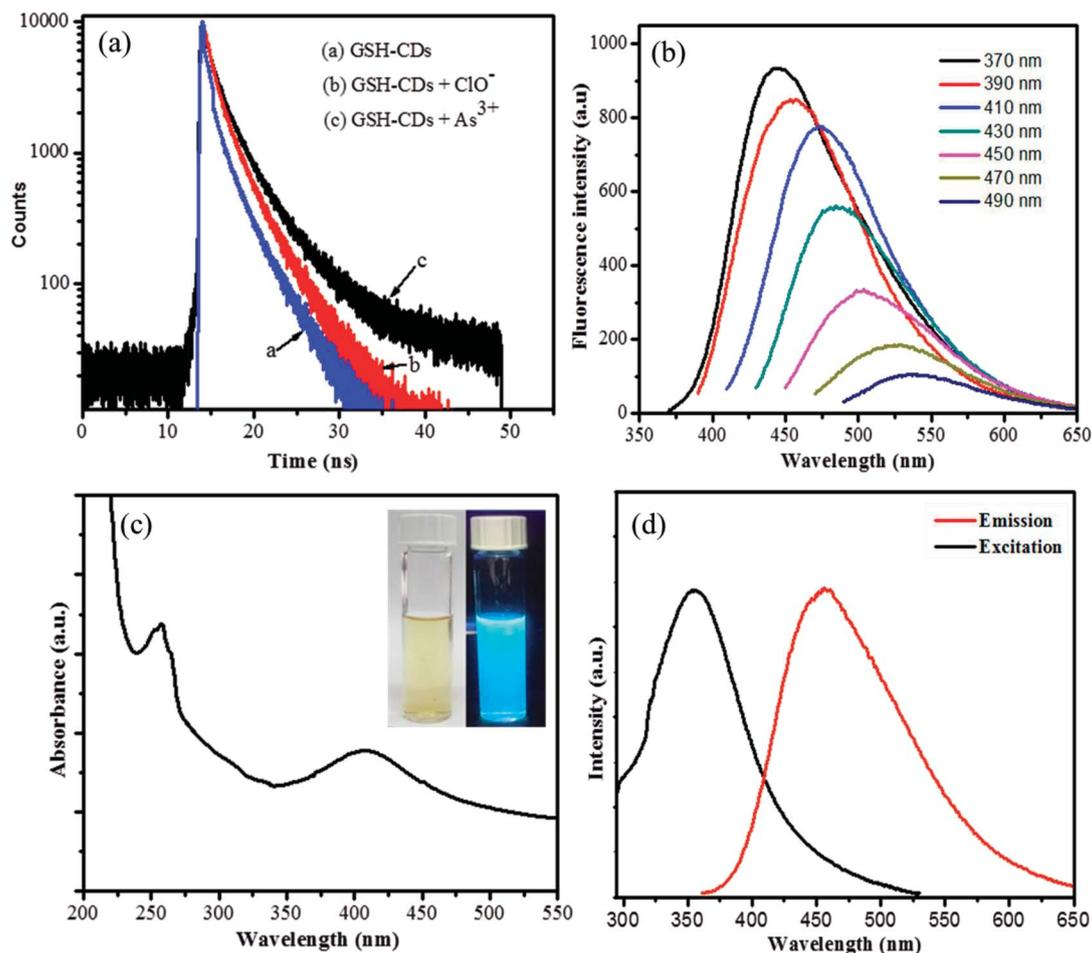 (a)
(a) GSH-CDs
(b) GSH-CDs + ClO⁻
(c) GSH-CDs + As³⁺
10000
1000
100
Counts
c
a
b
0 10 20 30 40 50
Time (ns)
(b)
370 nm
390 nm
410 nm
430 nm
450 nm
470 nm
490 nm
1000
800
600
400
200
0
Fluorescence intensity (a.u)
350 400 450 500 550 600 650
Wavelength (nm)
(c)
Absorbance (a.u.)
200 250 300 350 400 450 500 550
Wavelength (nm)
(d)
Emission
Excitation
Intensity (a.u.)
300 350 400 450 500 550 600 650
Wavelength (nm)